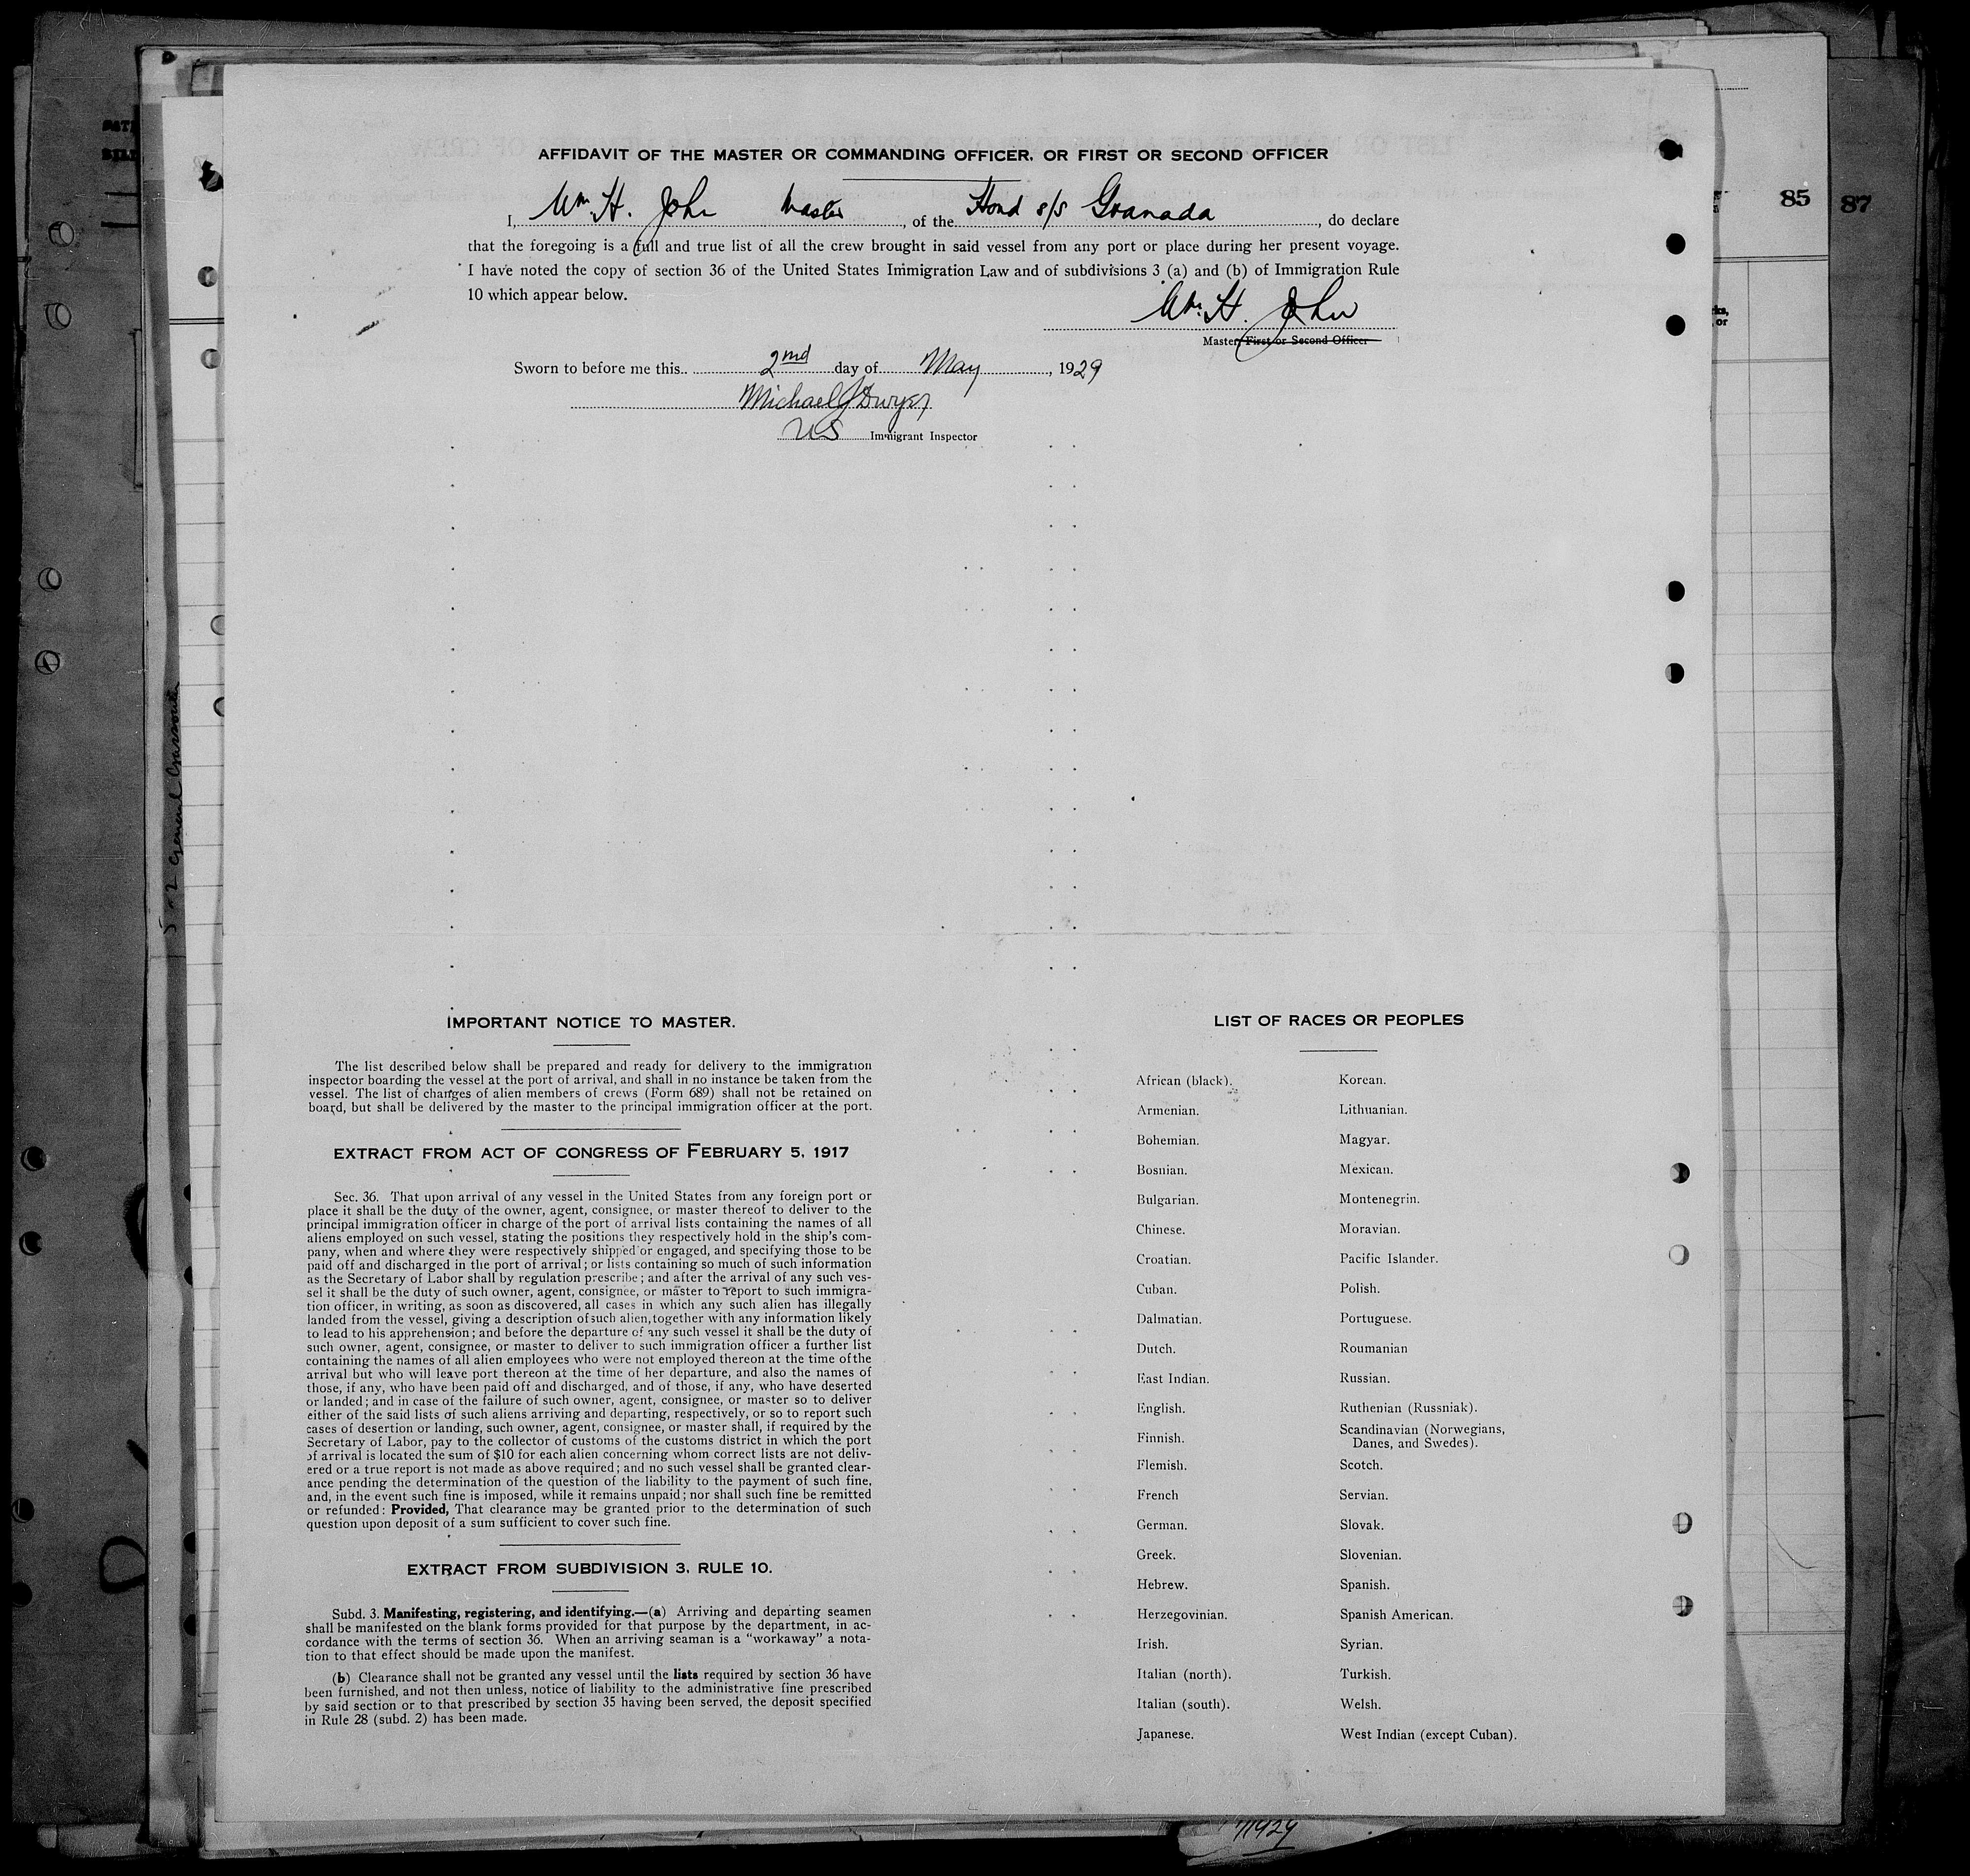 AFFIDAVIT OF THE MASTER OR COMMANDING OFFICER, OR FIRST OR SECOND OFFICER
I, Wm. H. John Master, of the Hond s/s Granada, do declare
that the foregoing is a full and true list of all the crew brought in said vessel from any port or place during her present voyage.
I have noted the copy of section 36 of the United States Immigration Law and of subdivisions 3 (a) and (b) of Immigration Rule
10 which appear below.
Wm. H. John
Master, First or Second Officer
Sworn to before me this 2nd day of May, 1929
Michael J Dwyer
US Immigrant Inspector
IMPORTANT NOTICE TO MASTER.
The list described below shall be prepared and ready for delivery to the immigration
inspector boarding the vessel at the port of arrival, and shall in no instance be taken from the
vessel. The list of changes of alien members of crews (Form 689) shall not be retained on
board, but shall be delivered by the master to the principal immigration officer at the port.
EXTRACT FROM ACT OF CONGRESS OF FEBRUARY 5, 1917
Sec. 36. That upon arrival of any vessel in the United States from any foreign port or
place it shall be the duty of the owner, agent, consignee, or master thereof to deliver to the
principal immigration officer in charge of the port of arrival lists containing the names of all
aliens employed on such vessel, stating the positions they respectively hold in the ship's com-
pany, when and where they were respectively shipped or engaged, and specifying those to be
paid off and discharged in the port of arrival; or lists containing so much of such information
as the Secretary of Labor shall by regulation prescribe; and after the arrival of any such ves-
sel it shall be the duty of such owner, agent, consignee, or master to report to such immigra-
tion officer, in writing, as soon as discovered, all cases in which any such alien has illegally
landed from the vessel, giving a description of such alien, together with any information likely
to lead to his apprehension; and before the departure of any such vessel it shall be the duty of
such owner, agent, consignee, or master to deliver to such immigration officer a further list
containing the names of all alien employees who were not employed thereon at the time of the
arrival but who will leave port thereon at the time of her departure, and also the names of
those, if any, who have been paid off and discharged, and of those, if any, who have deserted
or landed; and in case of the failure of such owner, agent, consignee, or master so to deliver
either of the said lists of such aliens arriving and departing, respectively, or so to report such
cases of desertion or landing, such owner, agent, consignee, or master shall, if required by the
Secretary of Labor, pay to the collector of customs of the customs district in which the port
of arrival is located the sum of $10 for each alien concerning whom correct lists are not deliv-
ered or a true report is not made as above required; and no such vessel shall be granted clear-
ance pending the determination of the question of the liability to the payment of such fine,
and, in the event such fine is imposed, while it remains unpaid; nor shall such fine be remitted
or refunded: Provided, That clearance may be granted prior to the determination of such
question upon deposit of a sum sufficient to cover such fine.
EXTRACT FROM SUBDIVISION 3, RULE 10.
Subd. 3. Manifesting, registering, and identifying.—(a) Arriving and departing seamen
shall be manifested on the blank forms provided for that purpose by the department, in ac-
cordance with the terms of section 36. When an arriving seaman is a "workaway" a nota-
tion to that effect should be made upon the manifest.
(b) Clearance shall not be granted any vessel until the lists required by section 36 have
been furnished, and not then unless, notice of liability to the administrative fine prescribed
by said section or to that prescribed by section 35 having been served, the deposit specified
in Rule 28 (subd. 2) has been made.
LIST OF RACES OR PEOPLES
African (black).
Armenian.
Bohemian.
Bosnian.
Bulgarian.
Chinese.
Croatian.
Cuban.
Dalmatian.
Dutch.
East Indian.
English.
Finnish.
Flemish.
French
German.
Greek.
Hebrew.
Herzegovinian.
Irish.
Italian (north).
Italian (south).
Japanese.
Korean.
Lithuanian.
Magyar.
Mexican.
Montenegrin.
Moravian.
Pacific Islander.
Polish.
Portuguese.
Roumanian
Russian.
Ruthenian (Russniak).
Scandinavian (Norwegians,
Danes, and Swedes).
Scotch.
Servian.
Slovak.
Slovenian.
Spanish.
Spanish American.
Syrian.
Turkish.
Welsh.
West Indian (except Cuban).
85
87